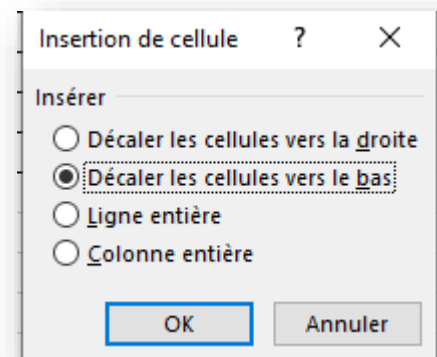 Insertion de cellule ? ×
Insérer
Décaler les cellules vers la droite
Décaler les cellules vers le bas
Ligne entière
Colonne entière
OK Annuler